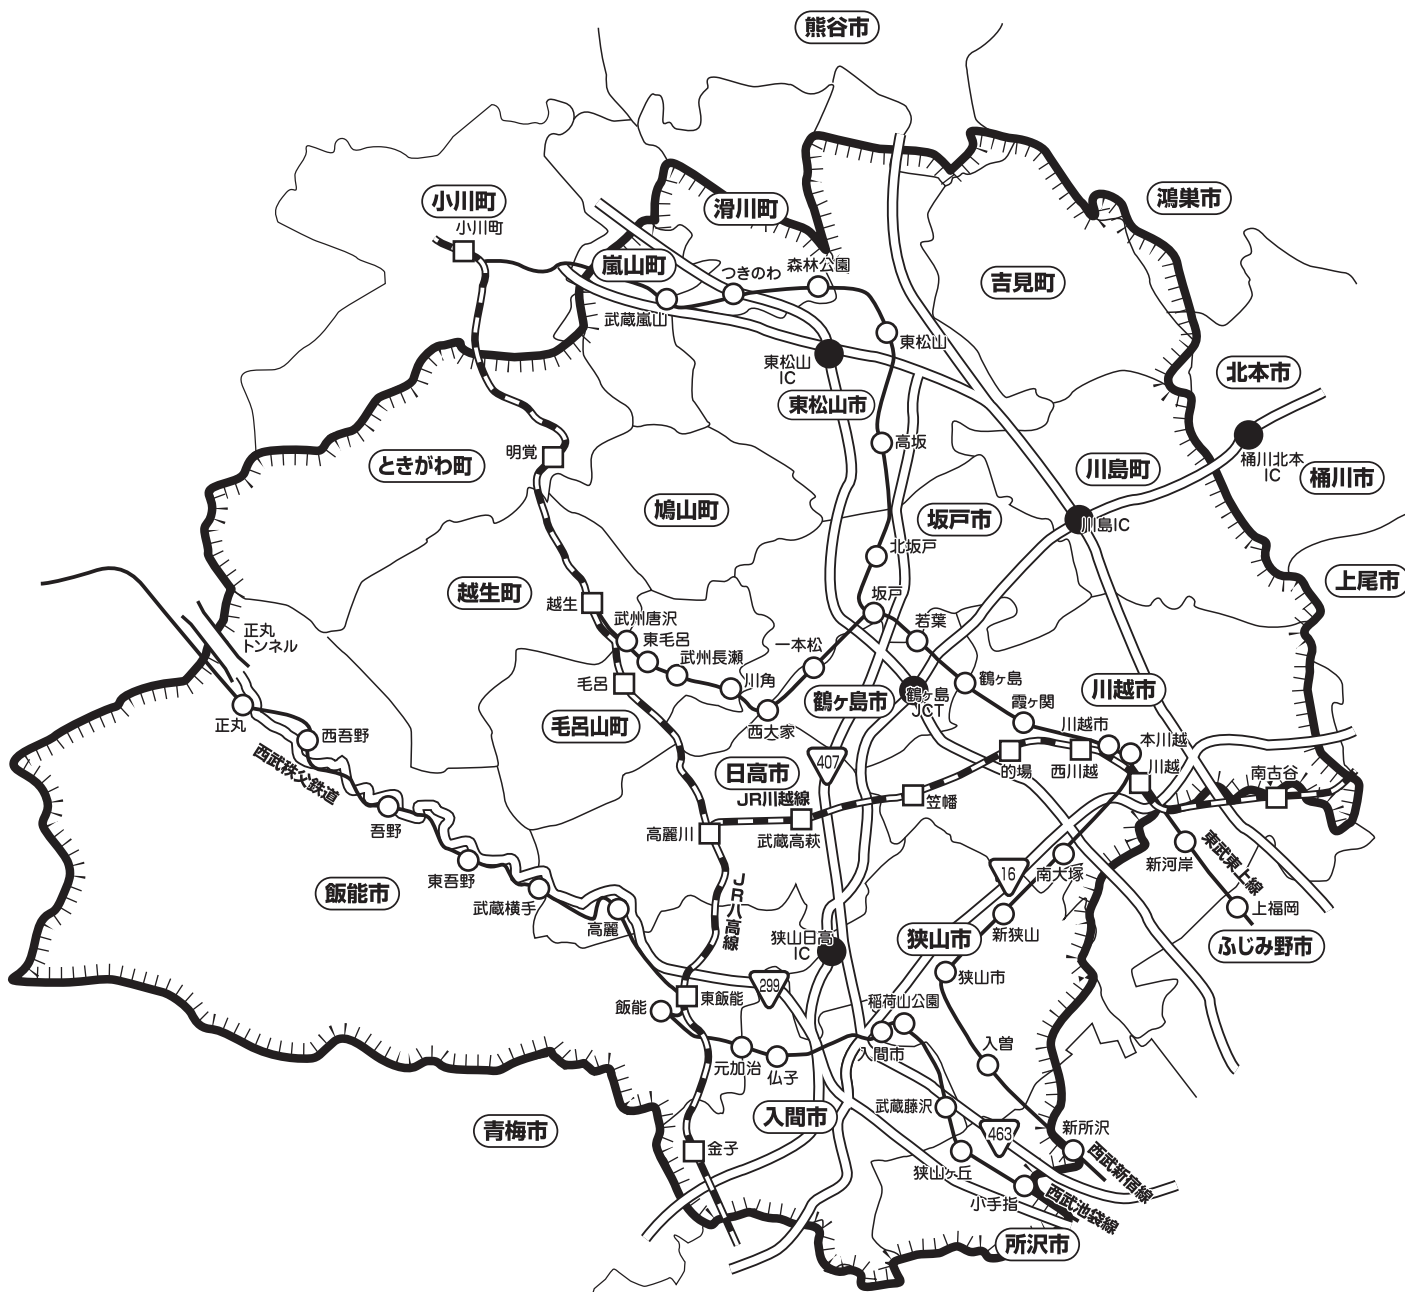 熊谷市
鴻巣市
小川町
小川町
滑川町
嵐山町
つきのわ
森林公園
吉見町
武蔵嵐山
東松山
東松山
IC
北本市
東松山市
ときがわ町
明覚
高坂
川島町
桶川北本
IC
桶川市
鳩山町
坂戸市
川島IC
北坂戸
上尾市
越生町
越生
武州唐沢
東毛呂
武州長瀬
川角
一本松
坂戸
若葉
正丸
トンネル
毛呂
西大家
鶴ヶ島市
鶴ヶ島
JCT
鶴ヶ島
霞ヶ関
川越市
川越市
本川越
川越
正丸
西吾野
西武秩父鉄道
毛呂山町
日高市
407
的場
西川越
南古谷
JR川越線
笠幡
吾野
高麗川
武蔵高萩
東吾野
飯能市
武蔵横手
高麗
JR八高線
16
南大塚
新河岸
東武東上線
上福岡
ふじみ野市
狭山日高
IC
狭山市
新狭山
狭山市
299
飯能
東飯能
稲荷山公園
入間市
入曽
元加治
仏子
青梅市
入間市
武蔵藤沢
463
新所沢
金子
狭山ヶ丘
西武新宿線
小手指
西武池袋線
所沢市